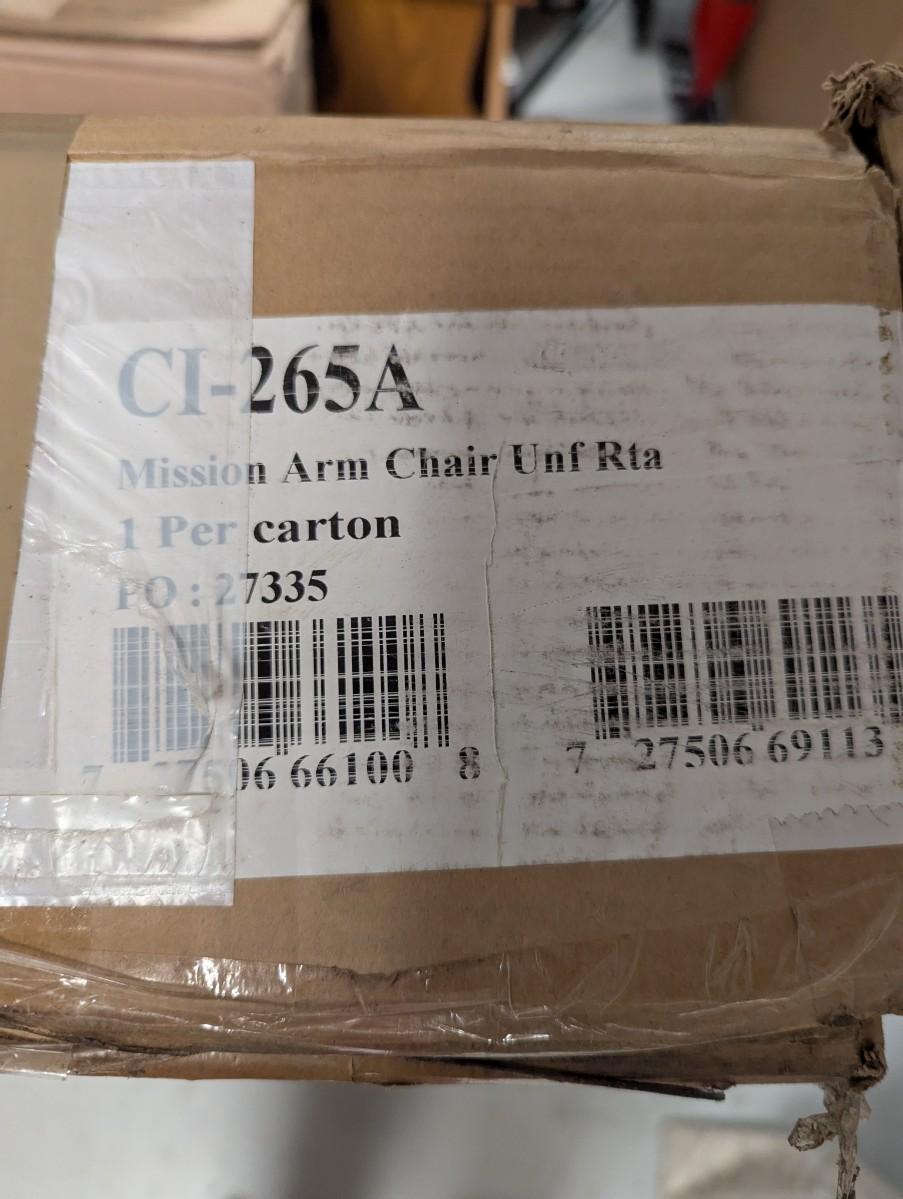 CI-265A
Mission Arm Chair Unf Rta
1 Per carton
PO : 27335
7 27506 66100 8
7 27506 69113